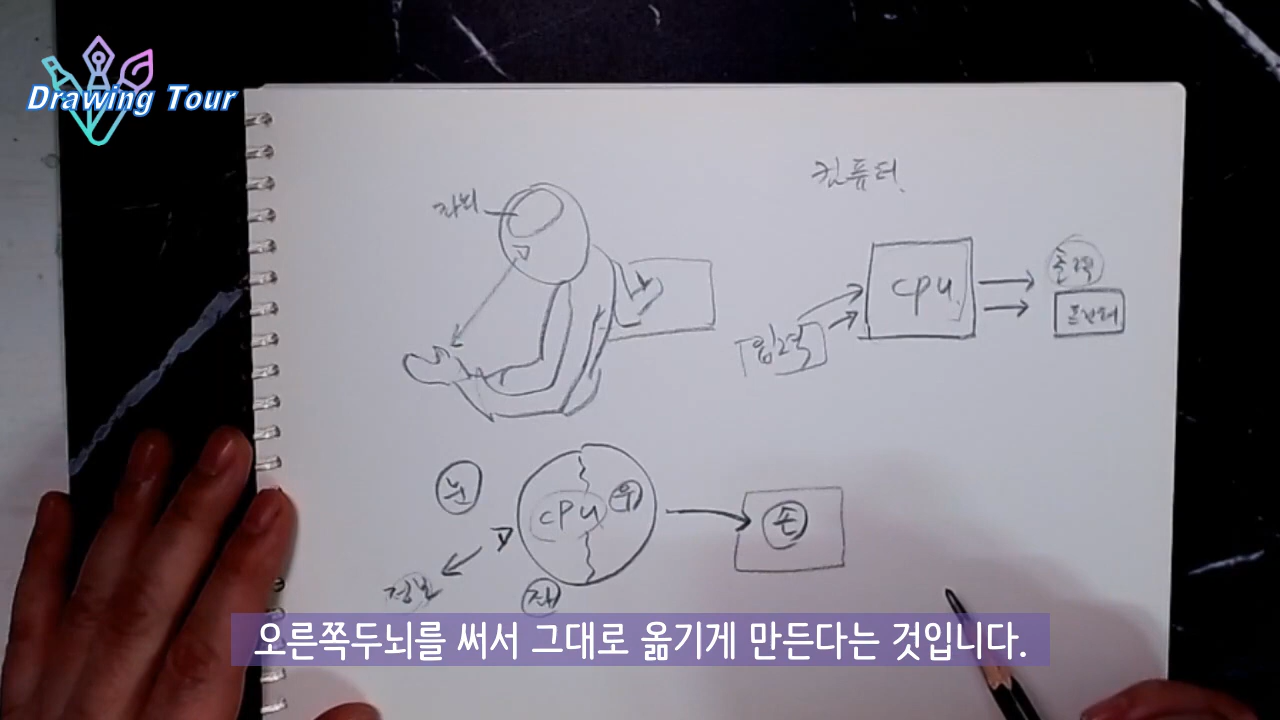 Drawing Tour
컴퓨터
좌뇌
CPU
출력
프린터
입력
눈
CPU
우
손
정보
좌
오른쪽두뇌를 써서 그대로 옮기게 만든다는 것입니다.